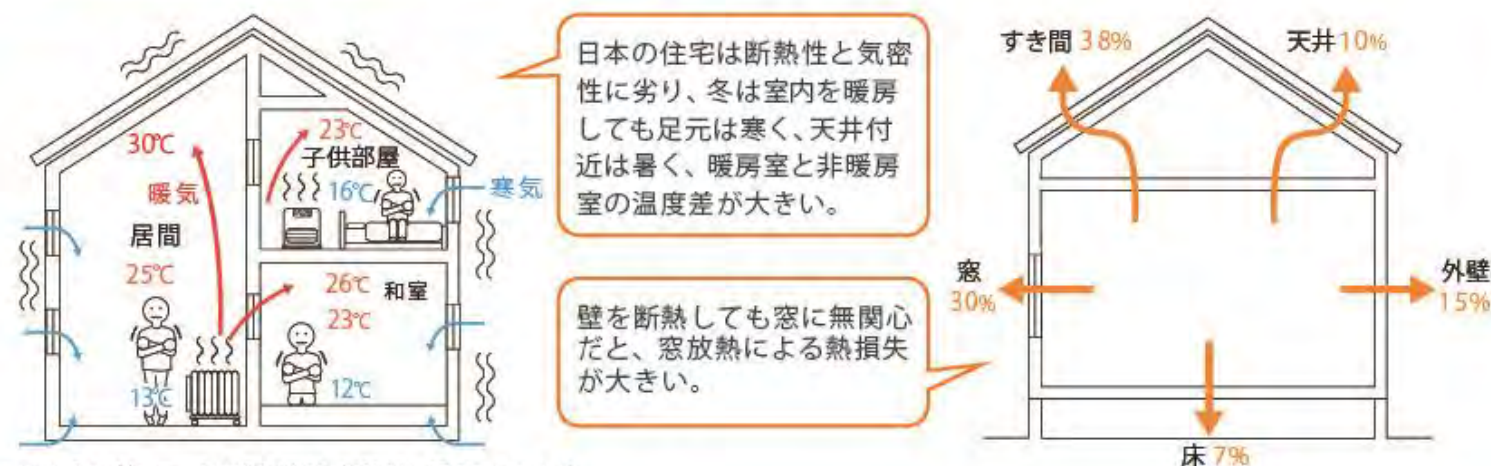 30℃
暖気
居間
25℃
13℃
23℃
子供部屋
16℃
寒気
26℃
和室
23℃
12℃
日本の住宅は断熱性と気密
性に劣り、冬は室内を暖房
しても足元は寒く、天井付
近は暑く、暖房室と非暖房
室の温度差が大きい。
壁を断熱しても窓に無関心
だと、窓放熱による熱損失
が大きい。
すき間 38%
天井 10%
窓
30%
外壁
15%
床 7%